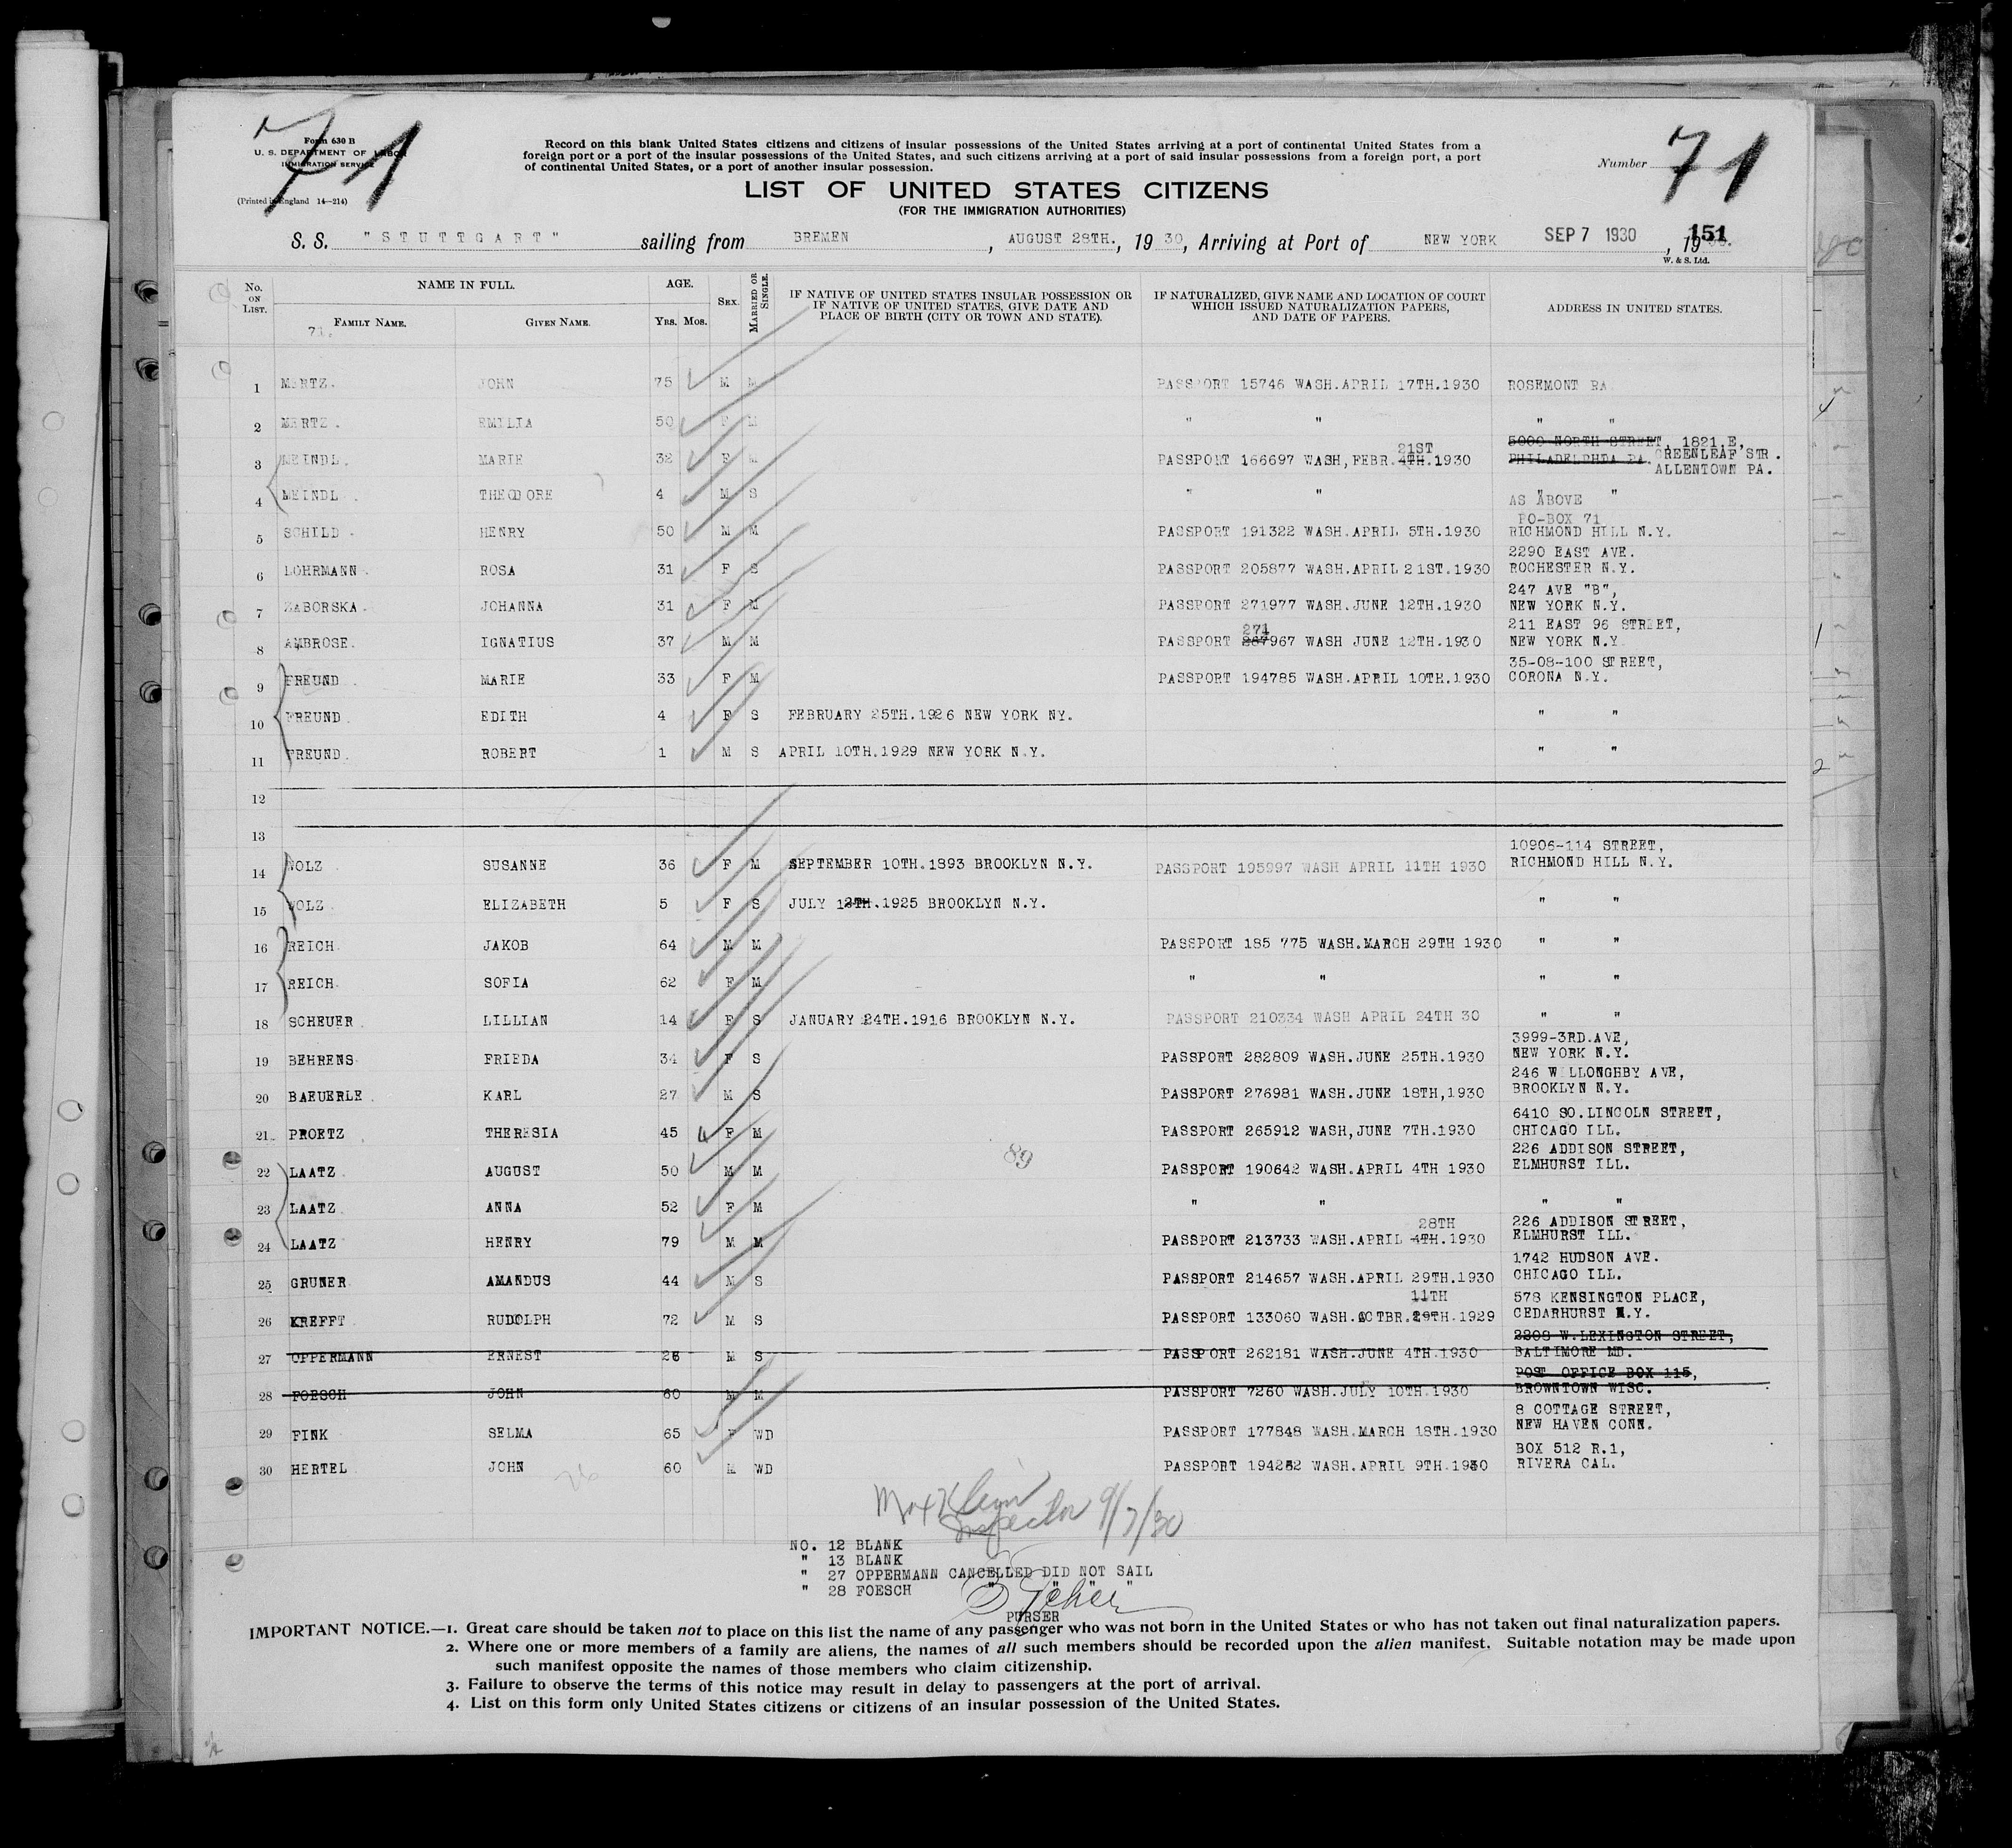 71
Form 630 B
U. S. DEPARTMENT OF LABOR
IMMIGRATION SERVICE
(Printed in England 14—214)
Record on this blank United States citizens and citizens of insular possessions of the United States arriving at a port of continental United States from a
foreign port or a port of the insular possessions of the United States, and such citizens arriving at a port of said insular possessions from a foreign port, a port
of continental United States, or a port of another insular possession.
Number 71
LIST OF UNITED STATES CITIZENS
(FOR THE IMMIGRATION AUTHORITIES)
S. S. "STUTTGART" sailing from BREMEN, AUGUST 28TH., 19 30, Arriving at Port of NEW YORK SEP 7 1930, 19 151
W. & S. Ltd.
No. ON LIST. NAME IN FULL. FAMILY NAME. GIVEN NAME. AGE. YRS. MOS. SEX. MARRIED OR SINGLE. IF NATIVE OF UNITED STATES INSULAR POSSESSION OR IF NATIVE OF UNITED STATES, GIVE DATE AND PLACE OF BIRTH (CITY OR TOWN AND STATE). IF NATURALIZED, GIVE NAME AND LOCATION OF COURT WHICH ISSUED NATURALIZATION PAPERS, AND DATE OF PAPERS. ADDRESS IN UNITED STATES.
71.
1 MERTZ. JOHN 75 M M PASSPORT 15746 WASH.APRIL 17TH.1930 ROSEMONT
2 MERTZ. EMILIA 50 F M " " " "
5000 NORTH STREET, 1821,E,
21ST
3 MEINDL. MARIE 32 F M PASSPORT 166697 WASH,FEBR.4TH.1930 PHILADELPHDA PA. GREENLEAF STR.
ALLENTOWN PA.
4 MEINDL. THEODORE 4 M S " " AS ABOVE " "
PO-BOX 71
5 SCHILD. HENRY 50 M M PASSPORT 191322 WASH.APRIL 5TH.1930 RICHMOND HILL N.Y.
2290 EAST AVE.
6 LOHRMANN. ROSA 31 F S PASSPORT 205877 WASH.APRIL 21ST.1930 ROCHESTER N.Y.
247 AVE "B",
7 ZABORSKA. JOHANNA 31 F M PASSPORT 271977 WASH.JUNE 12TH.1930 NEW YORK N.Y.
271 211 EAST 96 STREET,
8 AMBROSE. IGNATIUS 37 M M PASSPORT 267967 WASH JUNE 12TH.1930 NEW YORK N.Y.
35-08-100 STREET,
9 FREUND MARIE 33 F M PASSPORT 194785 WASH.APRIL 10TH.1930 CORONA N.Y.
10 FREUND. EDITH 4 F S FEBRUARY 25TH.1926 NEW YORK NY. " "
11 FREUND. ROBERT 1 M S APRIL 10TH.1929 NEW YORK N.Y. " "
12
13
10906-114 STREET,
14 VOLZ SUSANNE 36 F M SEPTEMBER 10TH.1893 BROOKLYN N.Y. PASSPORT 195997 WASH APRIL 11TH 1930 RICHMOND HILL N.Y.
15 VOLZ ELIZABETH 5 F S JULY 12TH.1925 BROOKLYN N.Y. " "
16 REICH JAKOB 64 M M PASSPORT 185 775 WASH.MARCH 29TH 1930 " "
17 REICH. SOFIA 62 F M " " " "
18 SCHEUER. LILLIAN 14 F S JANUARY 24TH.1916 BROOKLYN N.Y. PASSPORT 210334 WASH APRIL 24TH 30 " "
3999-3RD.AVE,
19 BEHRENS FRIEDA 34 F S PASSPORT 282809 WASH.JUNE 25TH.1930 NEW YORK N.Y.
246 WILLONGHBY AVE,
20 BAEUERLE. KARL 27 M S PASSPORT 276981 WASH.JUNE 18TH,1930 BROOKLYN N.Y.
6410 SO.LINCOLN STREET,
21 PROETZ THERESIA 45 F M PASSPORT 265912 WASH,JUNE 7TH.1930 CHICAGO ILL.
89
226 ADDISON STREET,
22 LAATZ. AUGUST 50 M M PASSPORT 190642 WASH.APRIL 4TH 1930 ELMHURST ILL.
23 LAATZ. ANNA 52 F M " " " "
28TH 226 ADDISON STREET,
24 LAATZ HENRY 79 M M PASSPORT 213733 WASH.APRIL 4TH.1930 ELMHURST ILL.
1742 HUDSON AVE.
25 GRUNER. AMANDUS 44 M S PASSPORT 214657 WASH.APRIL 29TH.1930 CHICAGO ILL.
11TH 578 KENSINGTON PLACE,
26 KREFFT. RUDOLPH 72 M S PASSPORT 133060 WASH.OCTBR.29TH.1929 CEDARHURST N.Y.
2208 W.LEXINGTON STREET,
27 OPPERMANN ERNEST 26 M S PASSPORT 262181 WASH.JUNE 4TH.1930 BALTIMORE MD.
POST OFFICE BOX 115,
28 FOESCH JOHN 60 M M PASSPORT 7260 WASH.JULY 10TH.1930 BROWNTOWN WISC.
8 COTTAGE STREET,
29 FINK SELMA 65 F WD PASSPORT 177848 WASH.MARCH 18TH.1930 NEW HAVEN CONN.
BOX 512 R.1,
30 HERTEL. JOHN 60 M WD PASSPORT 194252 WASH.APRIL 9TH.1930 RIVERA CAL.
Max Klein
Inspector 9/7/30
NO. 12 BLANK
" 13 BLANK
" 27 OPPERMANN CANCELLED DID NOT SAIL
" 28 FOESCH " " " "
PURSER
IMPORTANT NOTICE.—1. Great care should be taken not to place on this list the name of any passenger who was not born in the United States or who has not taken out final naturalization papers.
2. Where one or more members of a family are aliens, the names of all such members should be recorded upon the alien manifest. Suitable notation may be made upon
such manifest opposite the names of those members who claim citizenship.
3. Failure to observe the terms of this notice may result in delay to passengers at the port of arrival.
4. List on this form only United States citizens or citizens of an insular possession of the United States.